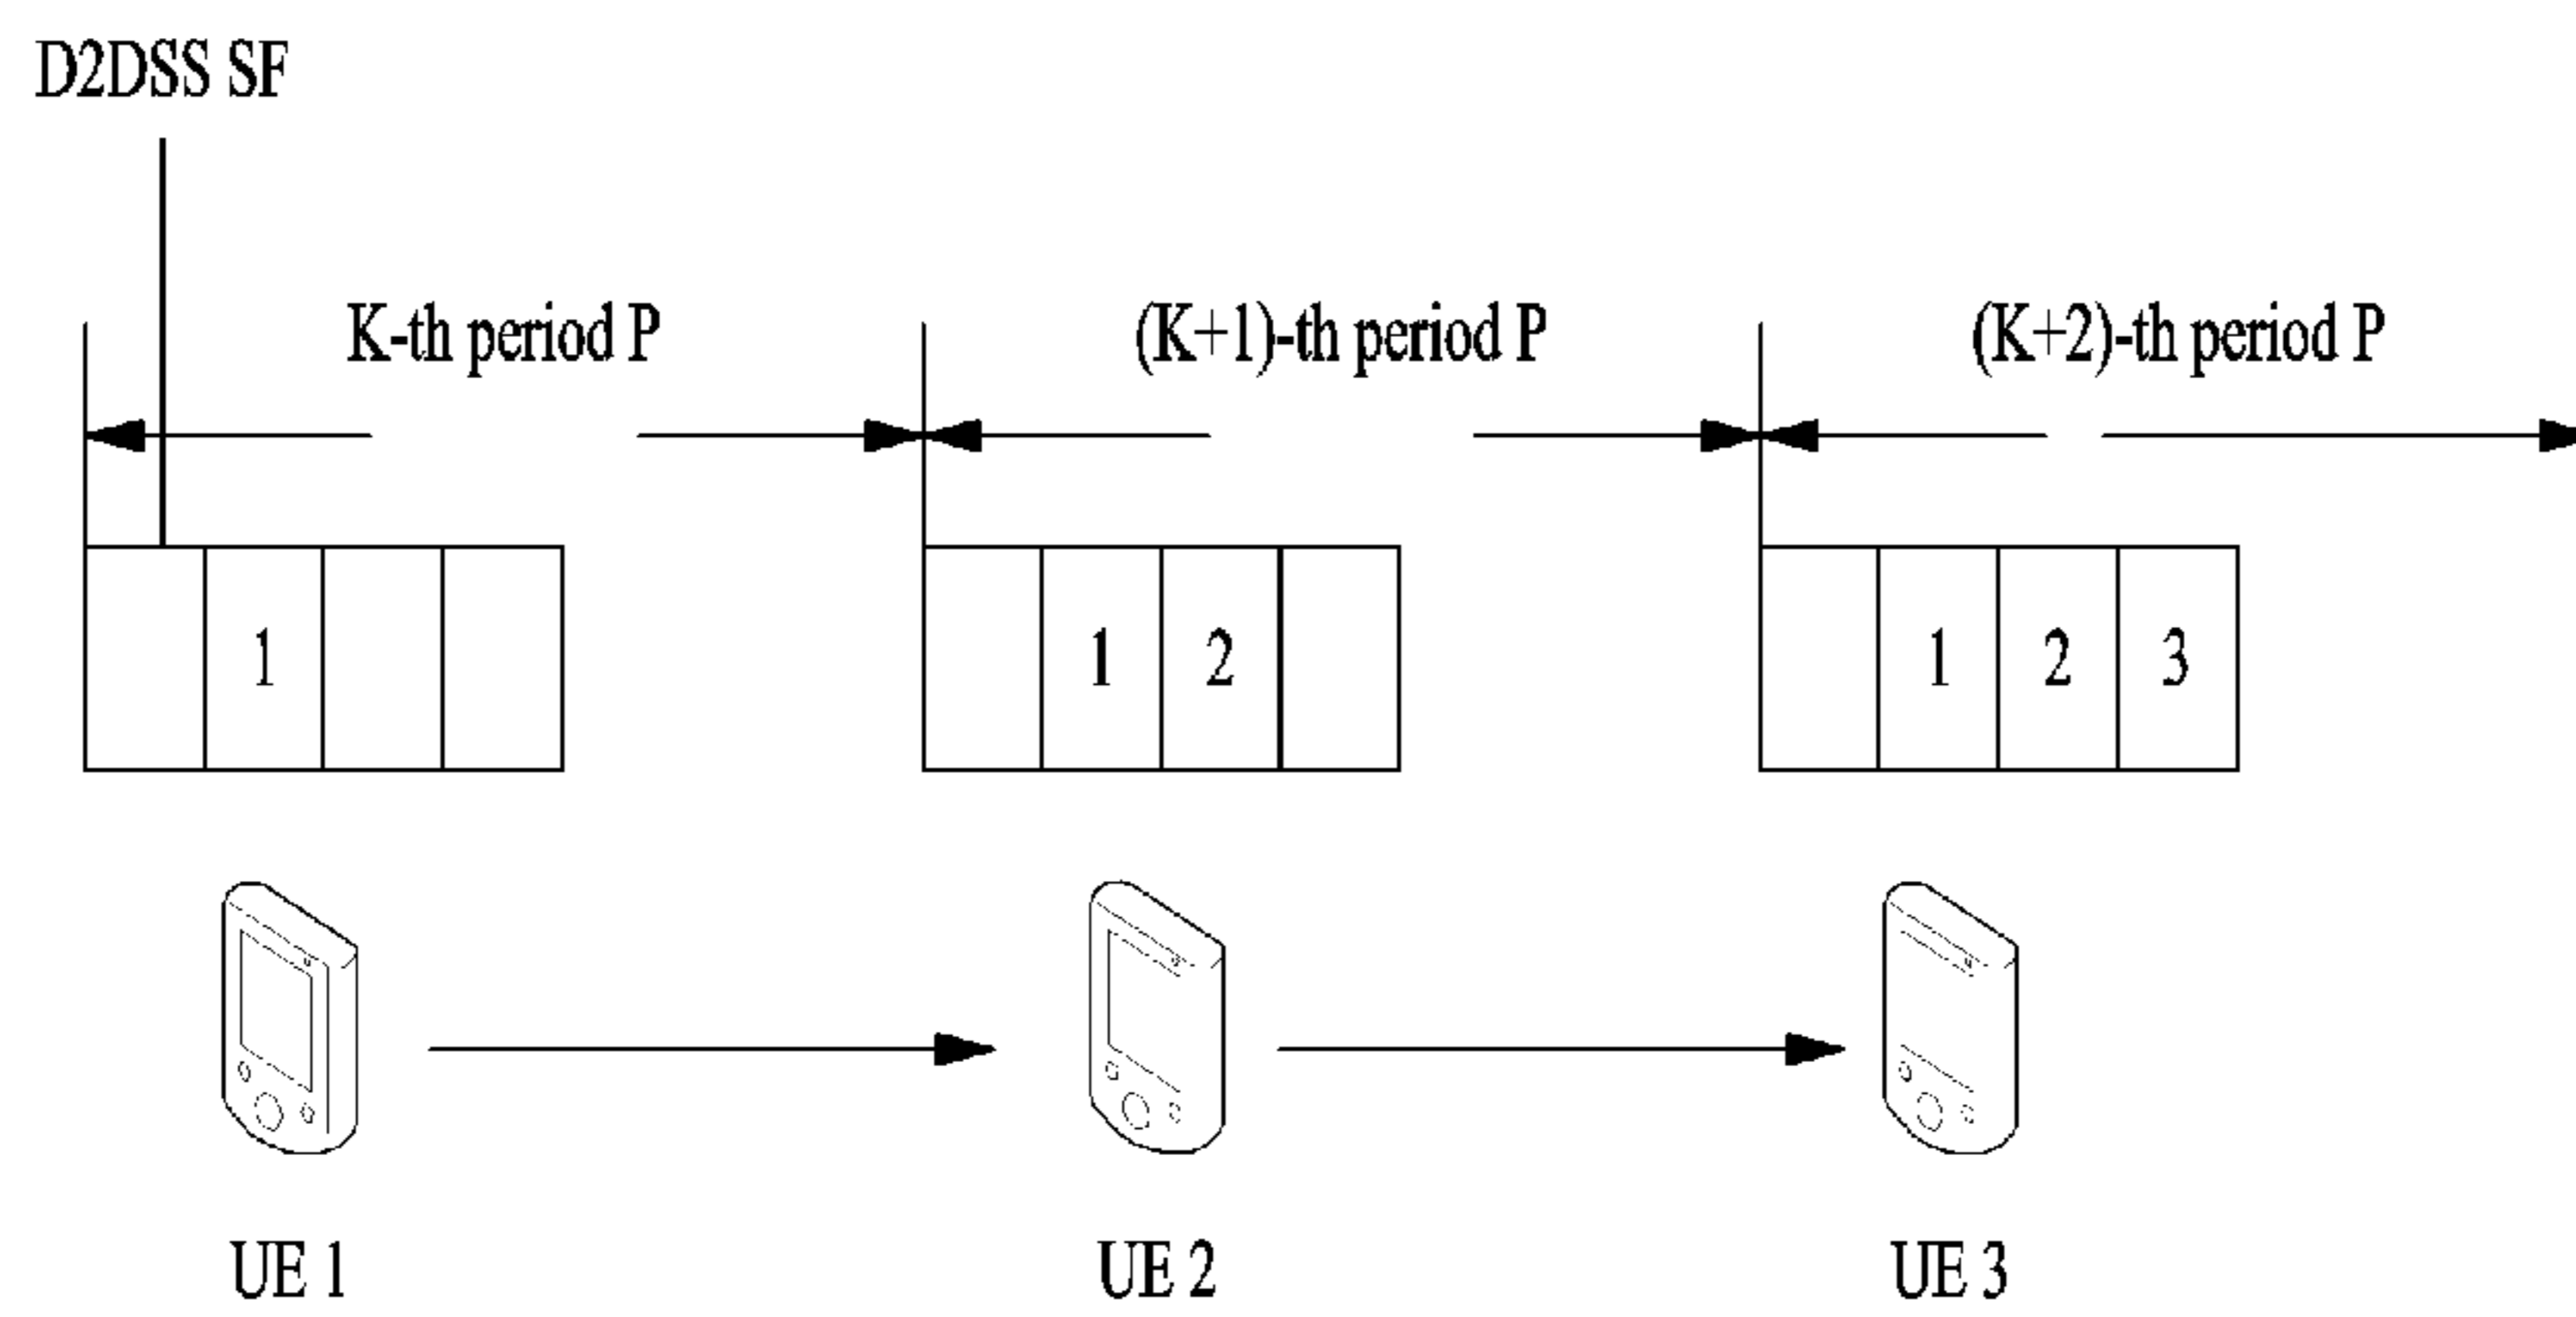 D2DSS SF
K-th period P
(K+1)-th period P
(K+2)-th period P
1
1 2
1 2 3
UE 1
UE 2
UE 3